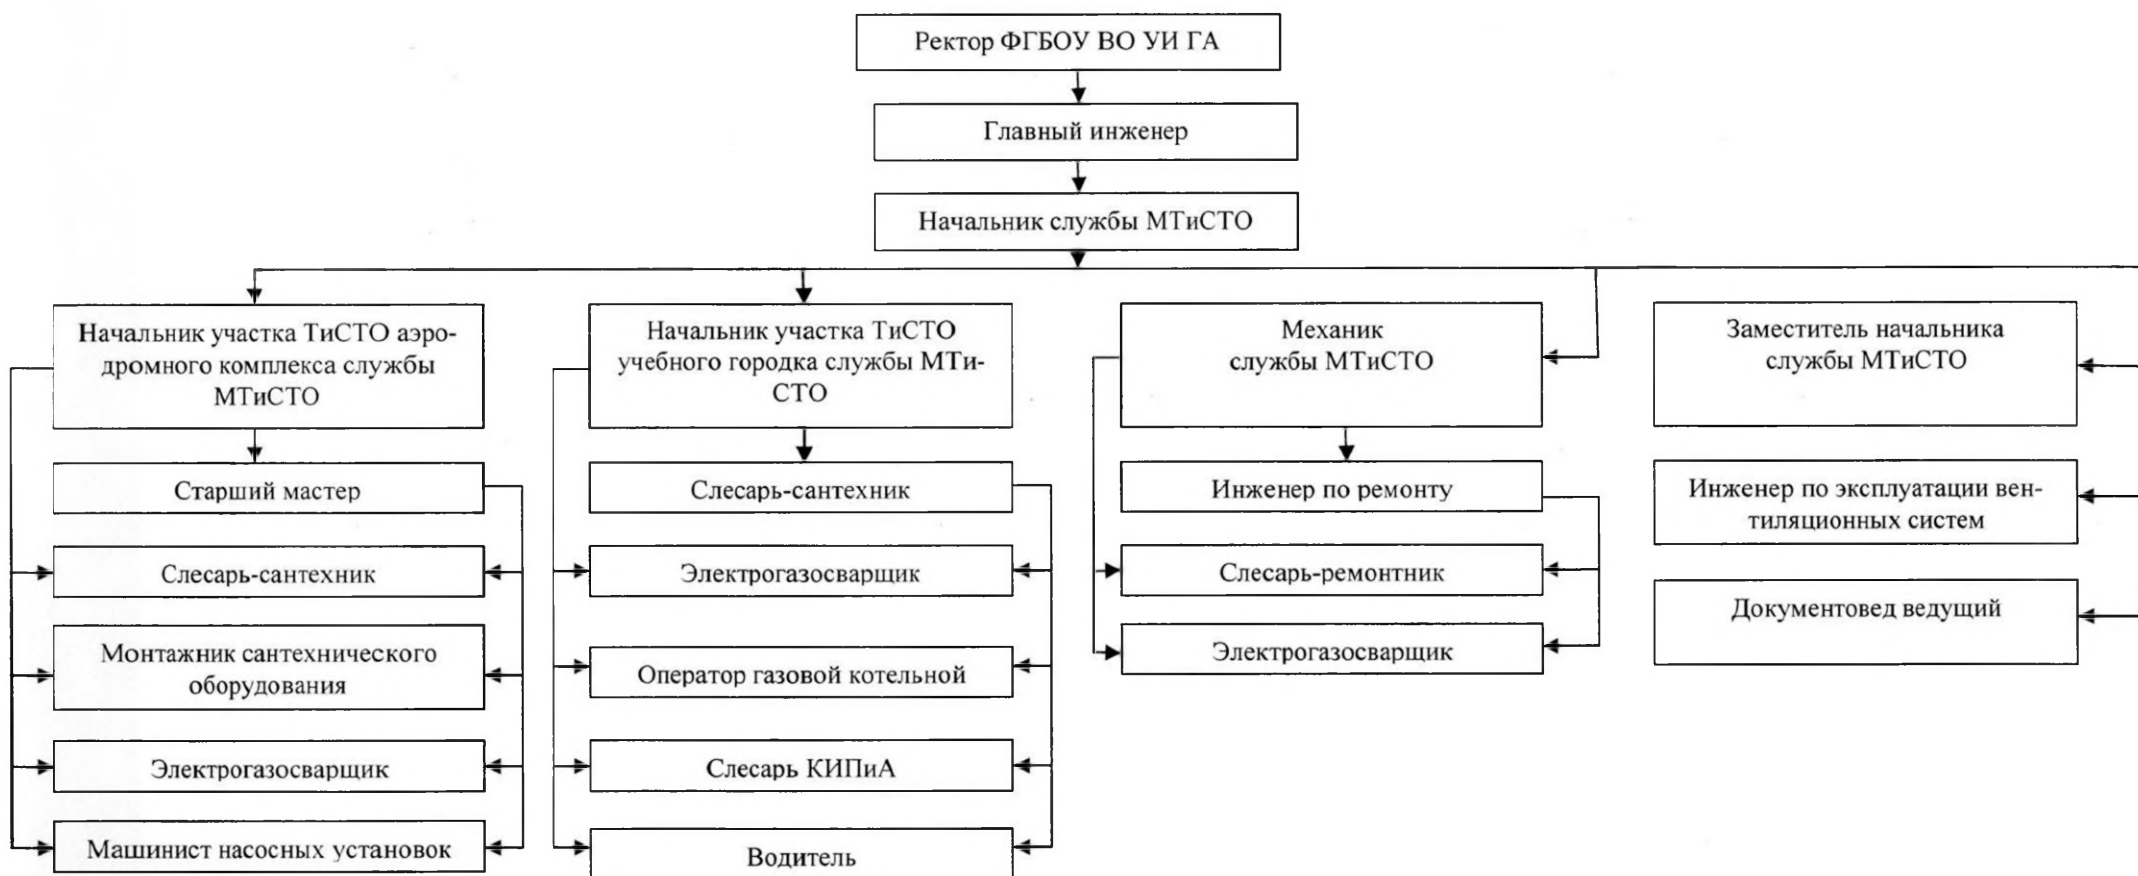 Ректор ФГБОУ ВО УИ ГА
Главный инженер
Начальник службы МТиСТО
Начальник участка ТиСТО аэро-
дромного комплекса службы
МТиСТО
Старший мастер
Слесарь-сантехник
Монтажник сантехнического
оборудования
Электрогазосварщик
Машинист насосных установок
Начальник участка ТиСТО
учебного городка службы МТи-
СТО
Слесарь-сантехник
Электрогазосварщик
Оператор газовой котельной
Слесарь КИПиА
Водитель
Механик
службы МТиСТО
Инженер по ремонту
Слесарь-ремонтник
Электрогазосварщик
Заместитель начальника
службы МТиСТО
Инженер по эксплуатации вен-
тиляционных систем
Документовед ведущий